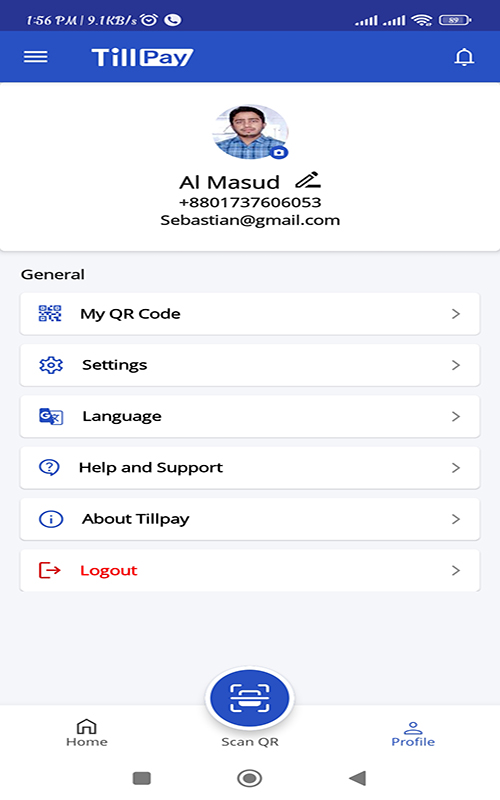 1:56 PM | 9.1KB/s
89
TillPay
Al Masud
+8801737606053
Sebastian@gmail.com
General
My QR Code
Settings
Language
Help and Support
About Tillpay
Logout
Home
Scan QR
Profile